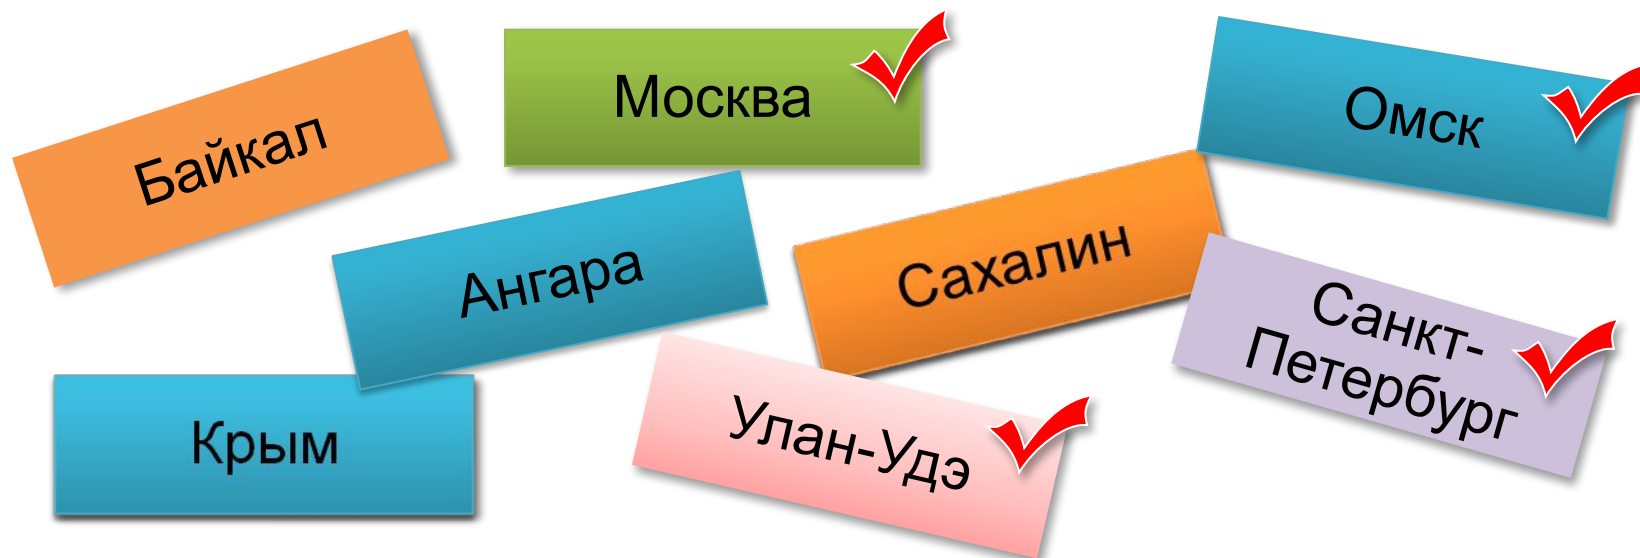 Байкал
Москва
Омск
Ангара
Сахалин
Санкт-
Петербург
Крым
Улан-Удэ